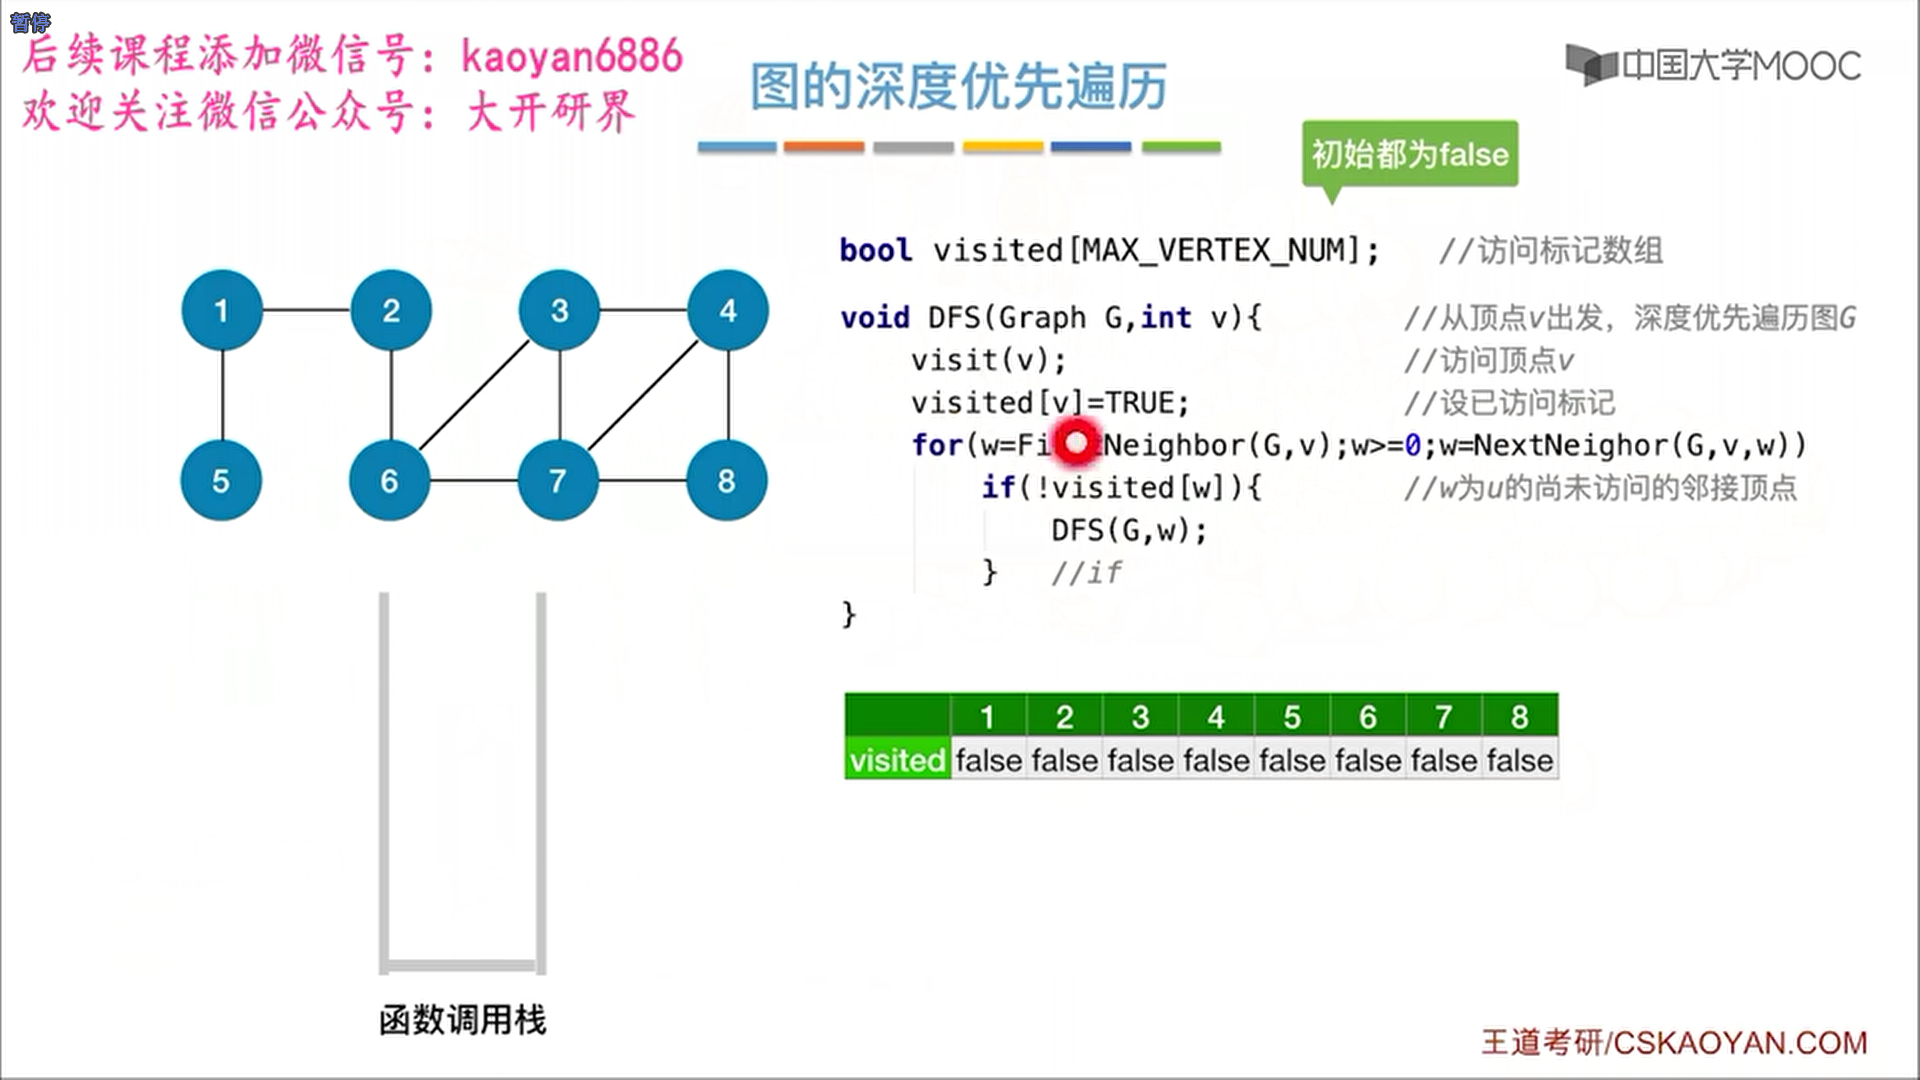 暂停
后续课程添加微信号：kaoyan6886
欢迎关注微信公众号：大开研界
图的深度优先遍历
中国大学MOOC
初始都为false
bool visited[MAX_VERTEX_NUM]; //访问标记数组
void DFS(Graph G,int v){ //从顶点v出发，深度优先遍历图G
visit(v); //访问顶点v
visited[v]=TRUE; //设已访问标记
for(w=Fi Neighbor(G,v);w>=0;w=NextNeighor(G,v,w))
if(!visited[w]){ //w为u的尚未访问的邻接顶点
DFS(G,w);
} //if
}
1 2 3 4
5 6 7 8
1 2 3 4 5 6 7 8
visited false false false false false false false false
函数调用栈
王道考研/CSKAOYAN.COM